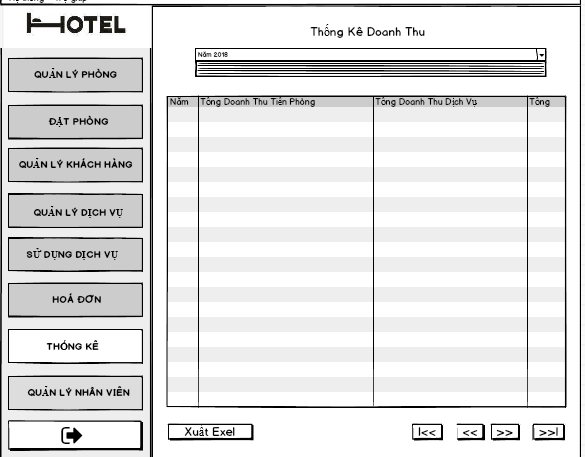 HOTEL
QUẢN LÝ PHÒNG
ĐẶT PHÒNG
QUẢN LÝ KHÁCH HÀNG
QUẢN LÝ DỊCH VỤ
SỬ DỤNG DỊCH VỤ
HOÁ ĐƠN
THỐNG KÊ
QUẢN LÝ NHÂN VIÊN
Thống Kê Doanh Thu
Năm 2018
Năm Tổng Doanh Thu Tiền Phòng Tổng Doanh Thu Dịch Vụ Tổng
Xuất Exel |<< << >> >>|